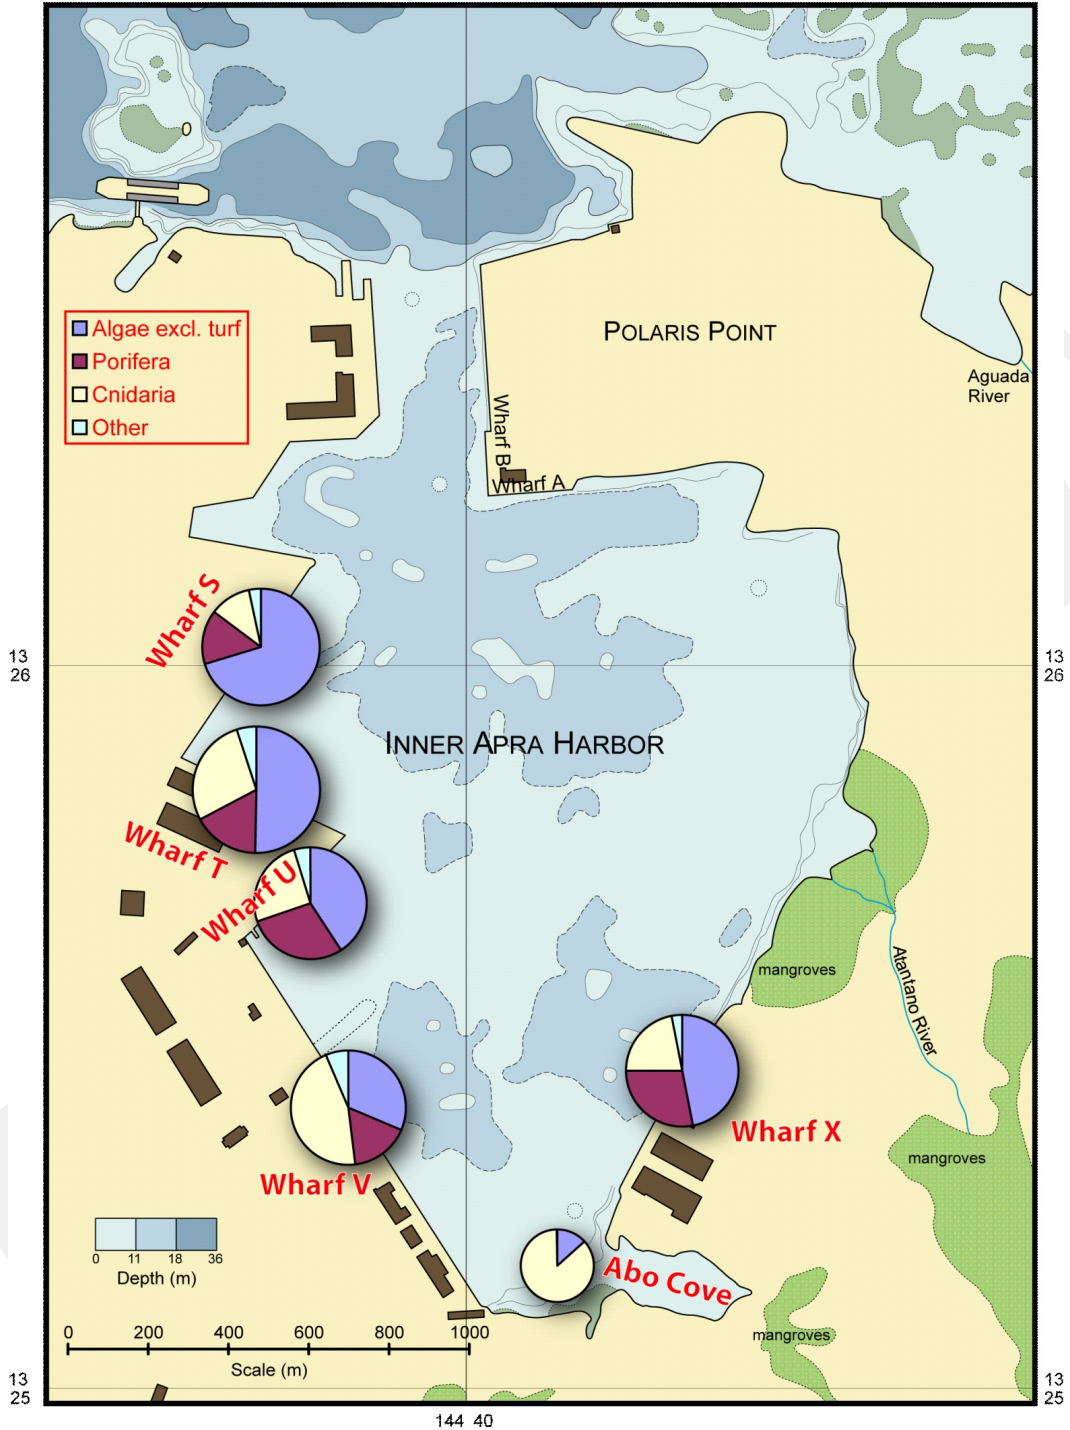 Algae excl. turf
Porifera
Cnidaria
Other
POLARIS POINT
Aguada
River
Wharf B
Wharf A
Wharf S
13
26
13
26
INNER APRA HARBOR
Wharf T
Wharf U
mangroves
Atantano River
Wharf X
mangroves
Wharf V
Abo Cove
0 11 18 36
Depth (m)
mangroves
0 200 400 600 800 1000
Scale (m)
13
25
13
25
144 40